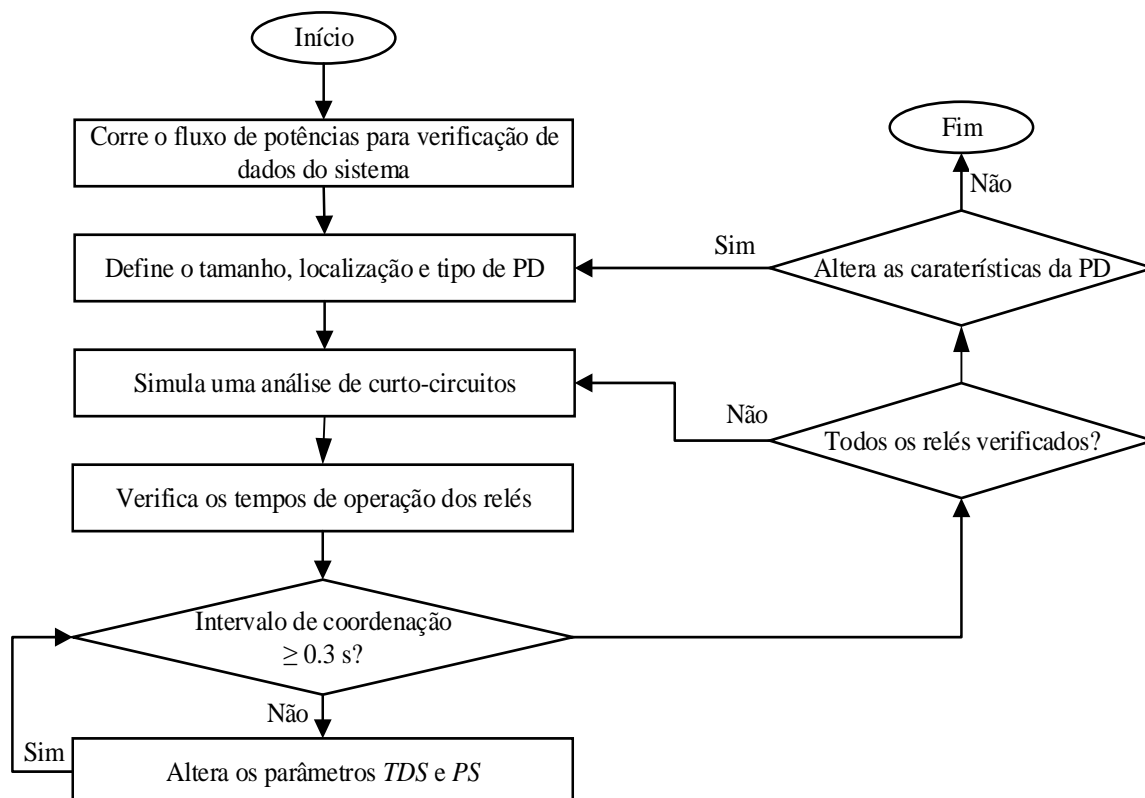 Início
Corre o fluxo de potências para verificação de
dados do sistema
Define o tamanho, localização e tipo de PD
Simula uma análise de curto-circuitos
Verifica os tempos de operação dos relés
Intervalo de coordenação
≥ 0.3 s?
Não
Sim
Altera os parâmetros TDS e PS
Fim
Não
Sim
Altera as caraterísticas da PD
Não
Todos os relés verificados?